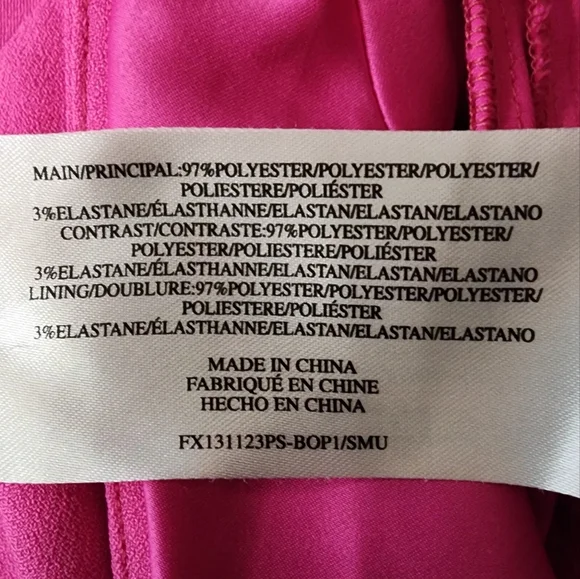 MAIN/PRINCIPAL:97%POLYESTER/POLYESTER/POLYESTER/
POLIESTERE/POLIÉSTER
3%ELASTANE/ÉLASTHANNE/ELASTAN/ELASTAN/ELASTANO
CONTRAST/CONTRASTE:97%POLYESTER/POLYESTER/
POLYESTER/POLIESTERE/POLIÉSTER
3%ELASTANE/ÉLASTHANNE/ELASTAN/ELASTAN/ELASTANO
LINING/DOUBLURE:97%POLYESTER/POLYESTER/POLYESTER/
POLIESTERE/POLIÉSTER
3%ELASTANE/ÉLASTHANNE/ELASTAN/ELASTAN/ELASTANO
MADE IN CHINA
FABRIQUÉ EN CHINE
HECHO EN CHINA
FX131123PS-BOP1/SMU